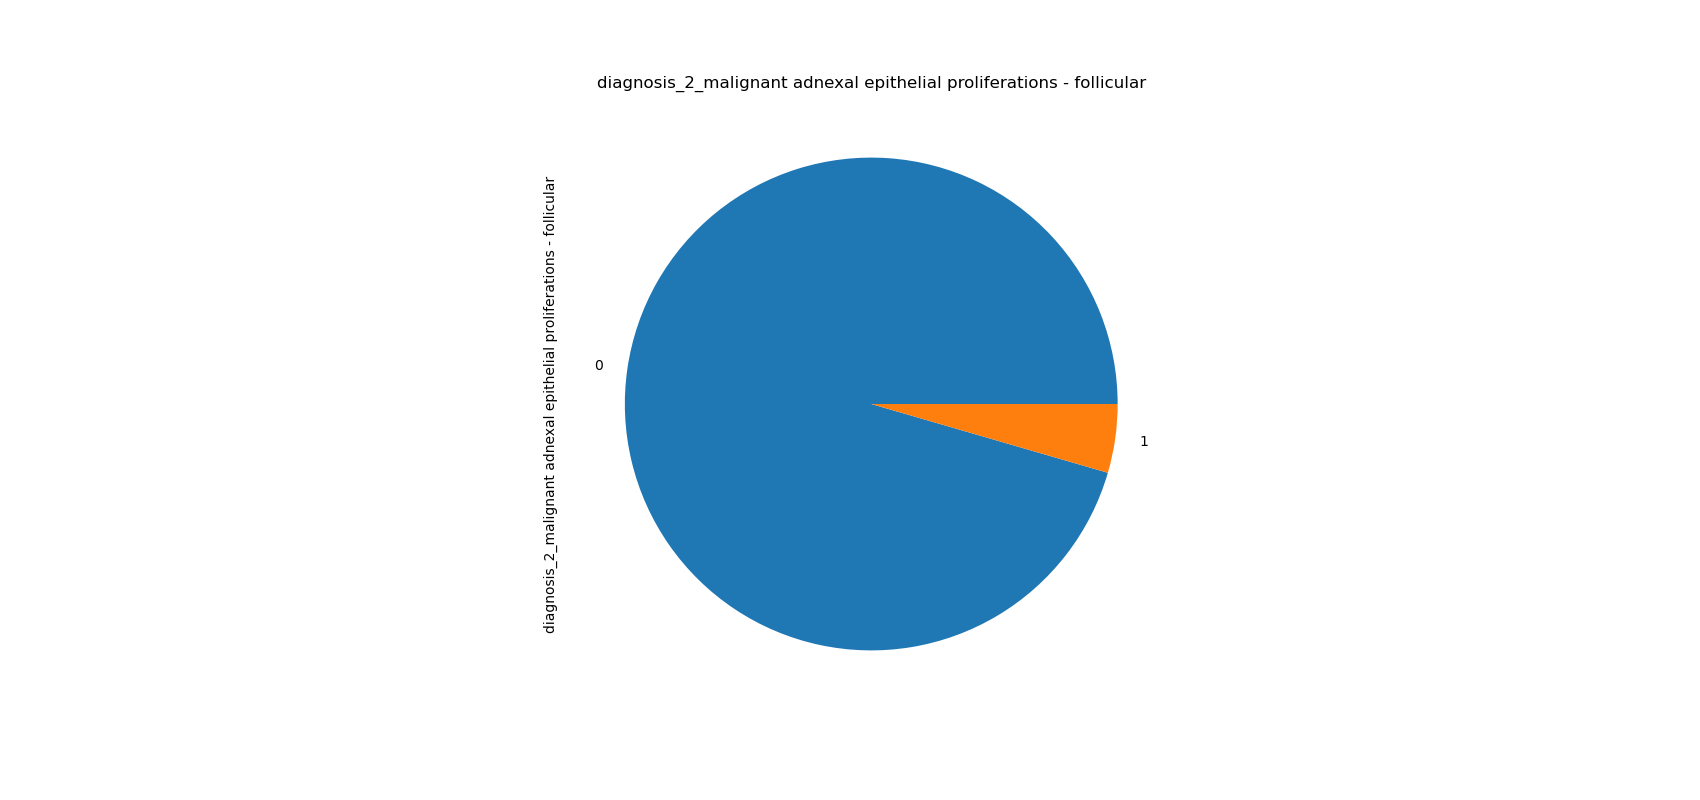 diagnosis_2_malignant adnexal epithelial proliferations - follicular
diagnosis_2_malignant adnexal epithelial proliferations - follicular
0
1